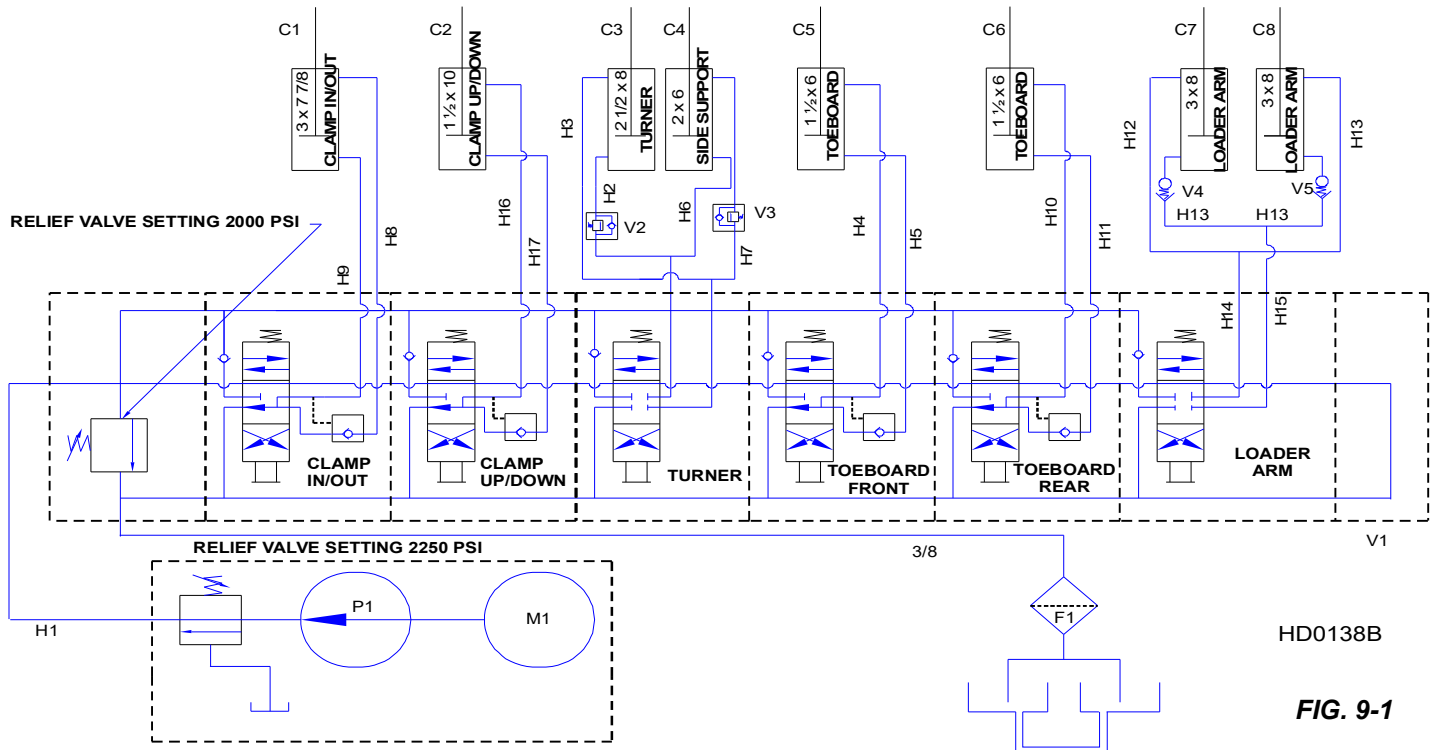 C1
C2
C3
C4
C5
C6
C7
C8
3 x 7 7/8
CLAMP IN/OUT
1 ½ x 10
CLAMP UP/DOWN
2 1/2 x 8
TURNER
2 x 6
SIDE SUPPORT
1 ½ x 6
TOEBOARD
1 ½ x 6
TOEBOARD
3 x 8
LOADER ARM
3 x 8
LOADER ARM
H3
H12
H13
H2
V4
V5
H16
H6
H4
H10
H13
H13
RELIEF VALVE SETTING 2000 PSI
H8
V2
V3
H9
H17
H7
H5
H11
H14
H15
CLAMP
IN/OUT
CLAMP
UP/DOWN
TURNER
TOEBOARD
FRONT
TOEBOARD
REAR
LOADER
ARM
V1
RELIEF VALVE SETTING 2250 PSI
3/8
H1
P1
M1
F1
HD0138B
FIG. 9-1